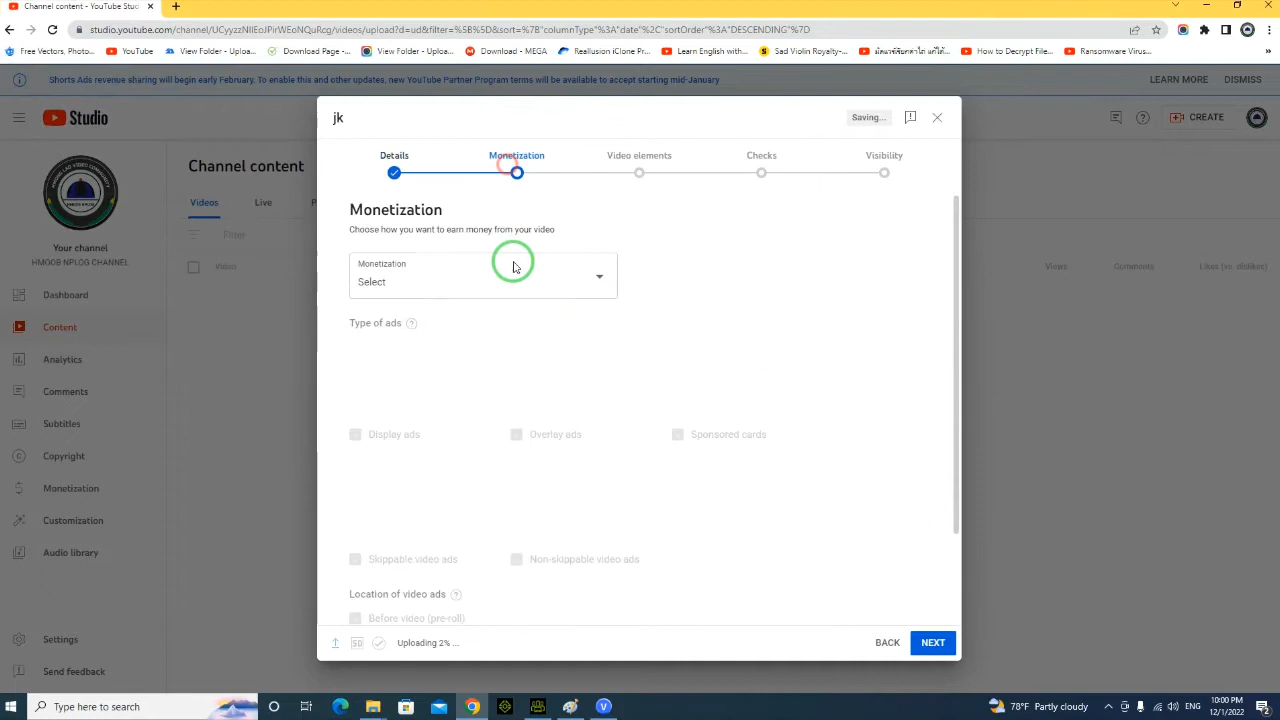 Content content - YouTube Studi
studio.youtube.com/channel/UCyyzzNIIEoJPirWEoNQuRcg/videos/upload?d=ud&filter=%5B%5D&sort=%7B"columnType"%3A"date"%2C"sortOrder"%3A"DESCENDING"%7D
Free Vectors, Photo...
YouTube
View Folder - Uploa...
Download Page -...
View Folder - Uploa...
Download - MEGA
Reallusion iClone Pr...
Learn English with...
Sad Violin Royalty-...
How to Decrypt File...
Ransomware Virus...
»
Shorts Ads revenue sharing will begin early February. To enable this and other updates, new YouTube Partner Program terms will be available to accept starting mid-January
LEARN MORE
DISMISS
Studio
CREATE
jk
Saving...
Details
Monetization
Video elements
Checks
Visibility
Channel content
Videos
Live
Filter
Video
Views
Comments
Likes (vs. dislikes)
Your channel
HMOOB NPLOG CHANNEL
Dashboard
Content
Analytics
Comments
Subtitles
Copyright
Monetization
Customization
Audio library
Settings
Send feedback
Monetization
Choose how you want to earn money from your video
Monetization
Select
Type of ads
Display ads
Overlay ads
Sponsored cards
Skippable video ads
Non-skippable video ads
Location of video ads
Before video (pre-roll)
SD
Uploading 2% ...
BACK
NEXT
Type here to search
78°F Partly cloudy
ENG
10:00 PM
12/1/2022